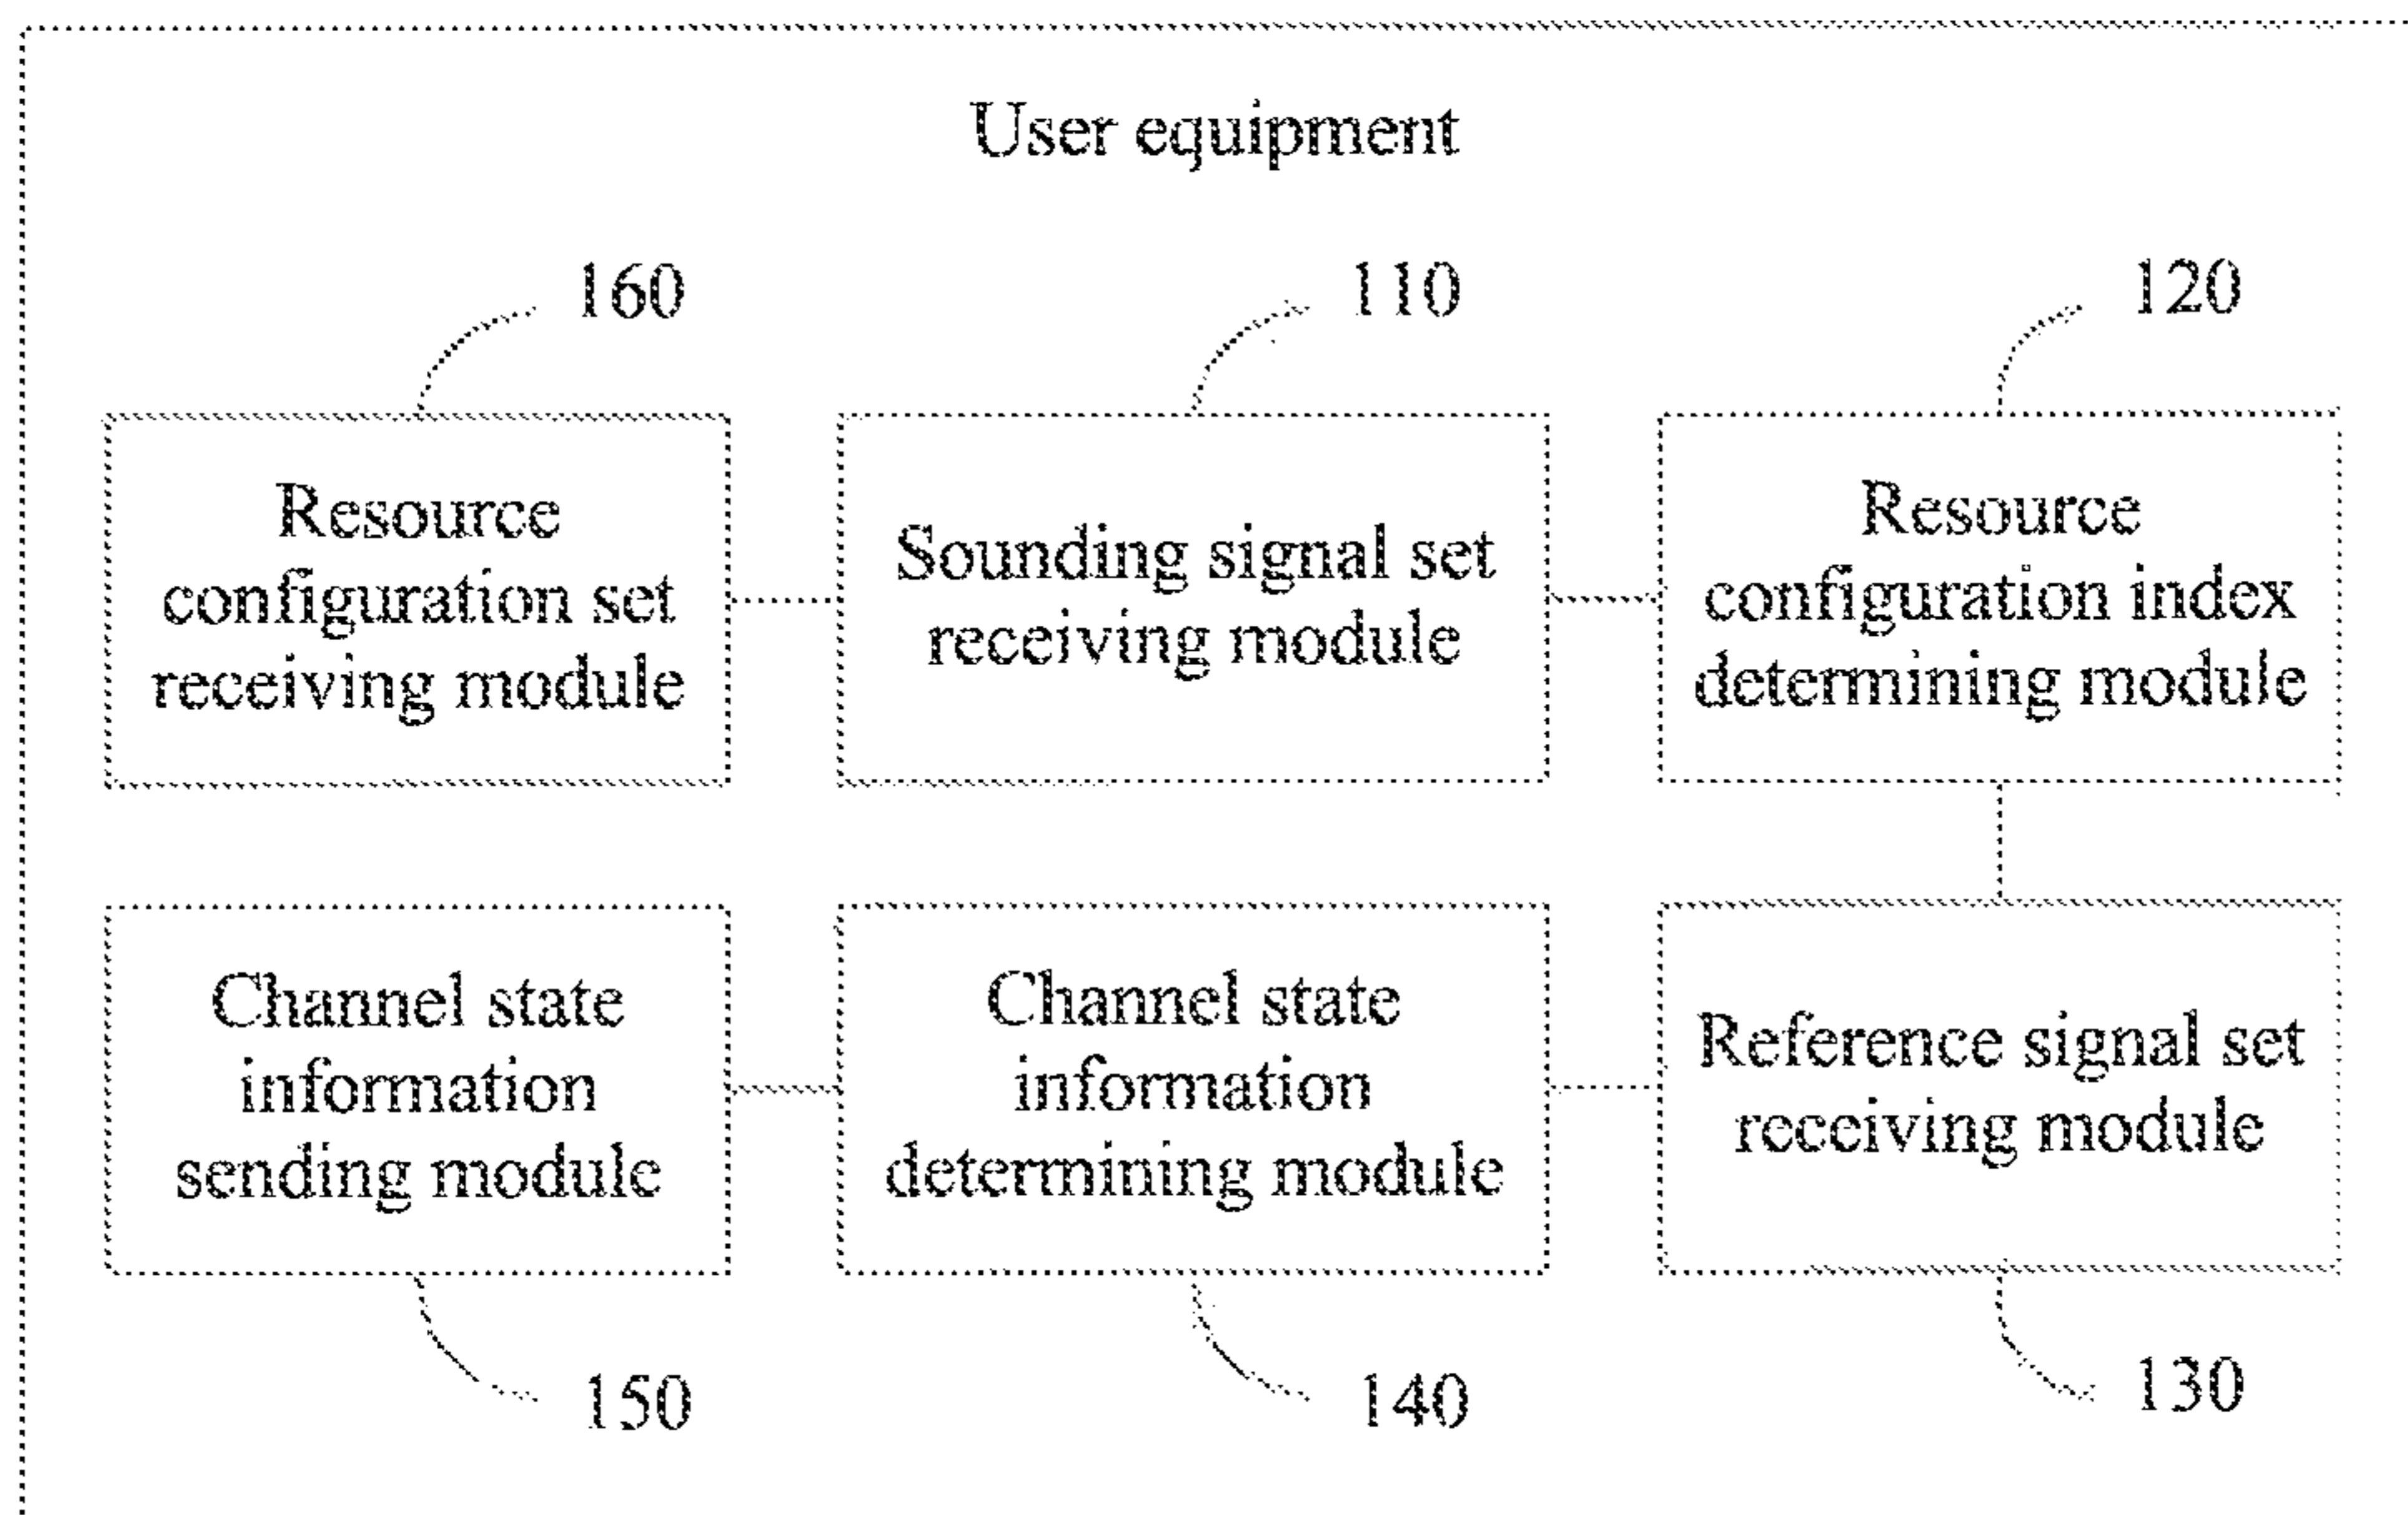 User equipment
160
110
120
Resource
configuration set
receiving module
Sounding signal set
receiving module
Resource
configuration index
determining module
Channel state
information
sending module
Channel state
information
determining module
Reference signal set
receiving module
150
140
130